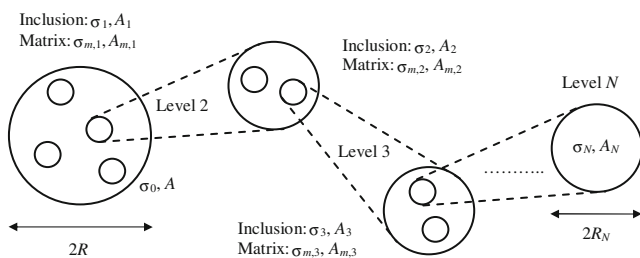 Inclusion: σ1, A1
Matrix: σm,1, Am,1
Level 2
σ0, A
2R
Inclusion: σ2, A2
Matrix: σm,2, Am,2
Level 3
Inclusion: σ3, A3
Matrix: σm,3, Am,3
Level N
σN, AN
2RN